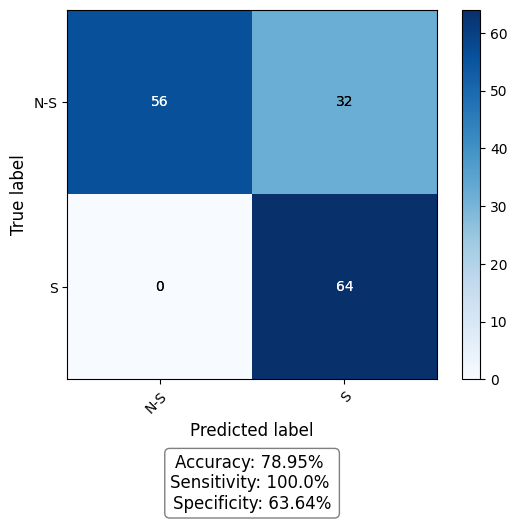 N-S
56
32
S
0
64
True label
N-S
S
Predicted label
60
50
40
30
20
10
0
Accuracy: 78.95%
Sensitivity: 100.0%
Specificity: 63.64%